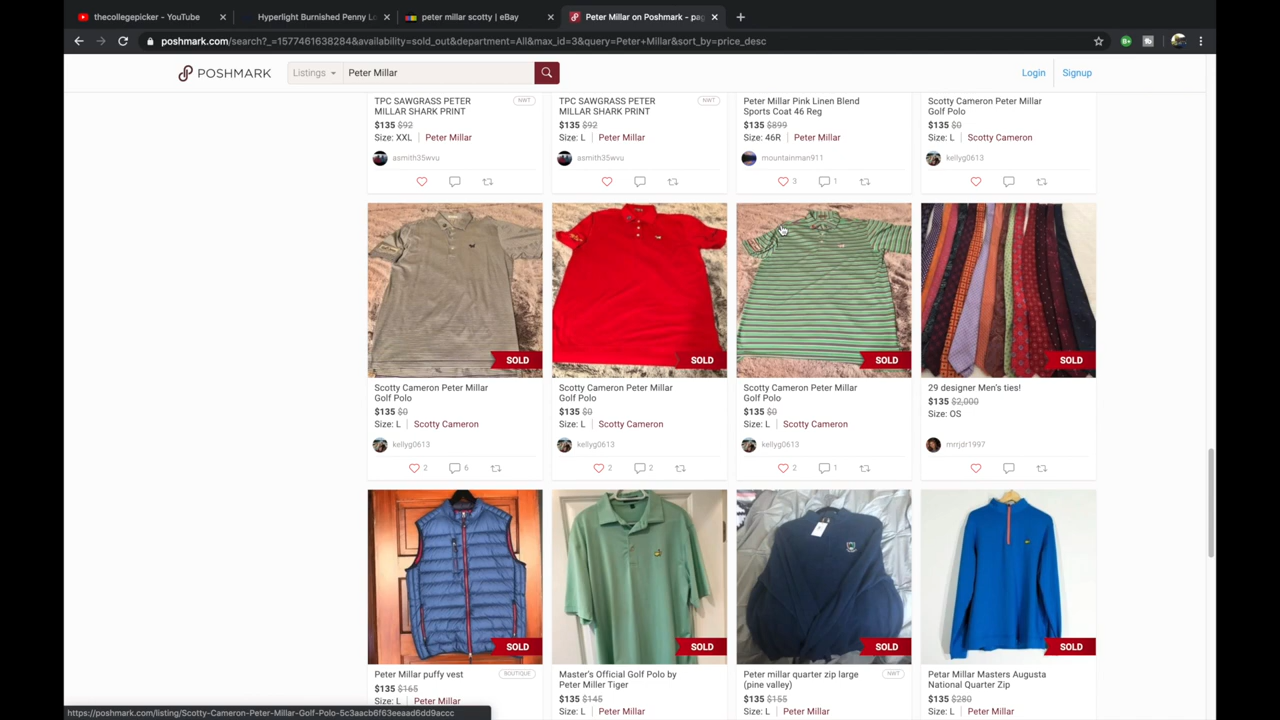 thecollegepicker - YouTube
Hyperlight Burnished Penny Lo
peter millar scotty | eBay
Peter Millar on Poshmark - pag
poshmark.com/search?_=1577461638284&availability=sold_out&department=All&max_id=3&query=Peter+Millar&sort_by=price_desc
POSHMARK
Listings
Peter Millar
Login
Signup
TPC SAWGRASS PETER
MILLAR SHARK PRINT
NWT
$135 $92
Size: XXL | Peter Millar
asmith35wvu
TPC SAWGRASS PETER
MILLAR SHARK PRINT
NWT
$135 $92
Size: L | Peter Millar
asmith35wvu
Peter Millar Pink Linen Blend
Sports Coat 46 Reg
$135 $899
Size: 46R | Peter Millar
mountainman911
3 1
Scotty Cameron Peter Millar
Golf Polo
$135 $0
Size: L | Scotty Cameron
kellyg0613
SOLD
Scotty Cameron Peter Millar
Golf Polo
$135 $0
Size: L | Scotty Cameron
kellyg0613
2 6
SOLD
Scotty Cameron Peter Millar
Golf Polo
$135 $0
Size: L | Scotty Cameron
kellyg0613
2 2
SOLD
Scotty Cameron Peter Millar
Golf Polo
$135 $0
Size: L | Scotty Cameron
kellyg0613
2 1
SOLD
29 designer Men's ties!
$135 $2,000
Size: OS
mrrjdr1997
SOLD
Peter Millar puffy vest
BOUTIQUE
$135 $165
Size: L | Peter Millar
SOLD
Master's Official Golf Polo by
Peter Miller Tiger
$135 $145
Size: L | Peter Millar
SOLD
Peter millar quarter zip large
(pine valley)
NWT
$135 $155
Size: L | Peter Millar
SOLD
Petar Millar Masters Augusta
National Quarter Zip
$135 $280
Size: L | Peter Millar
https://poshmark.com/listing/Scotty-Cameron-Peter-Millar-Golf-Polo-5c3aacb6f63eeaad6dd9accc